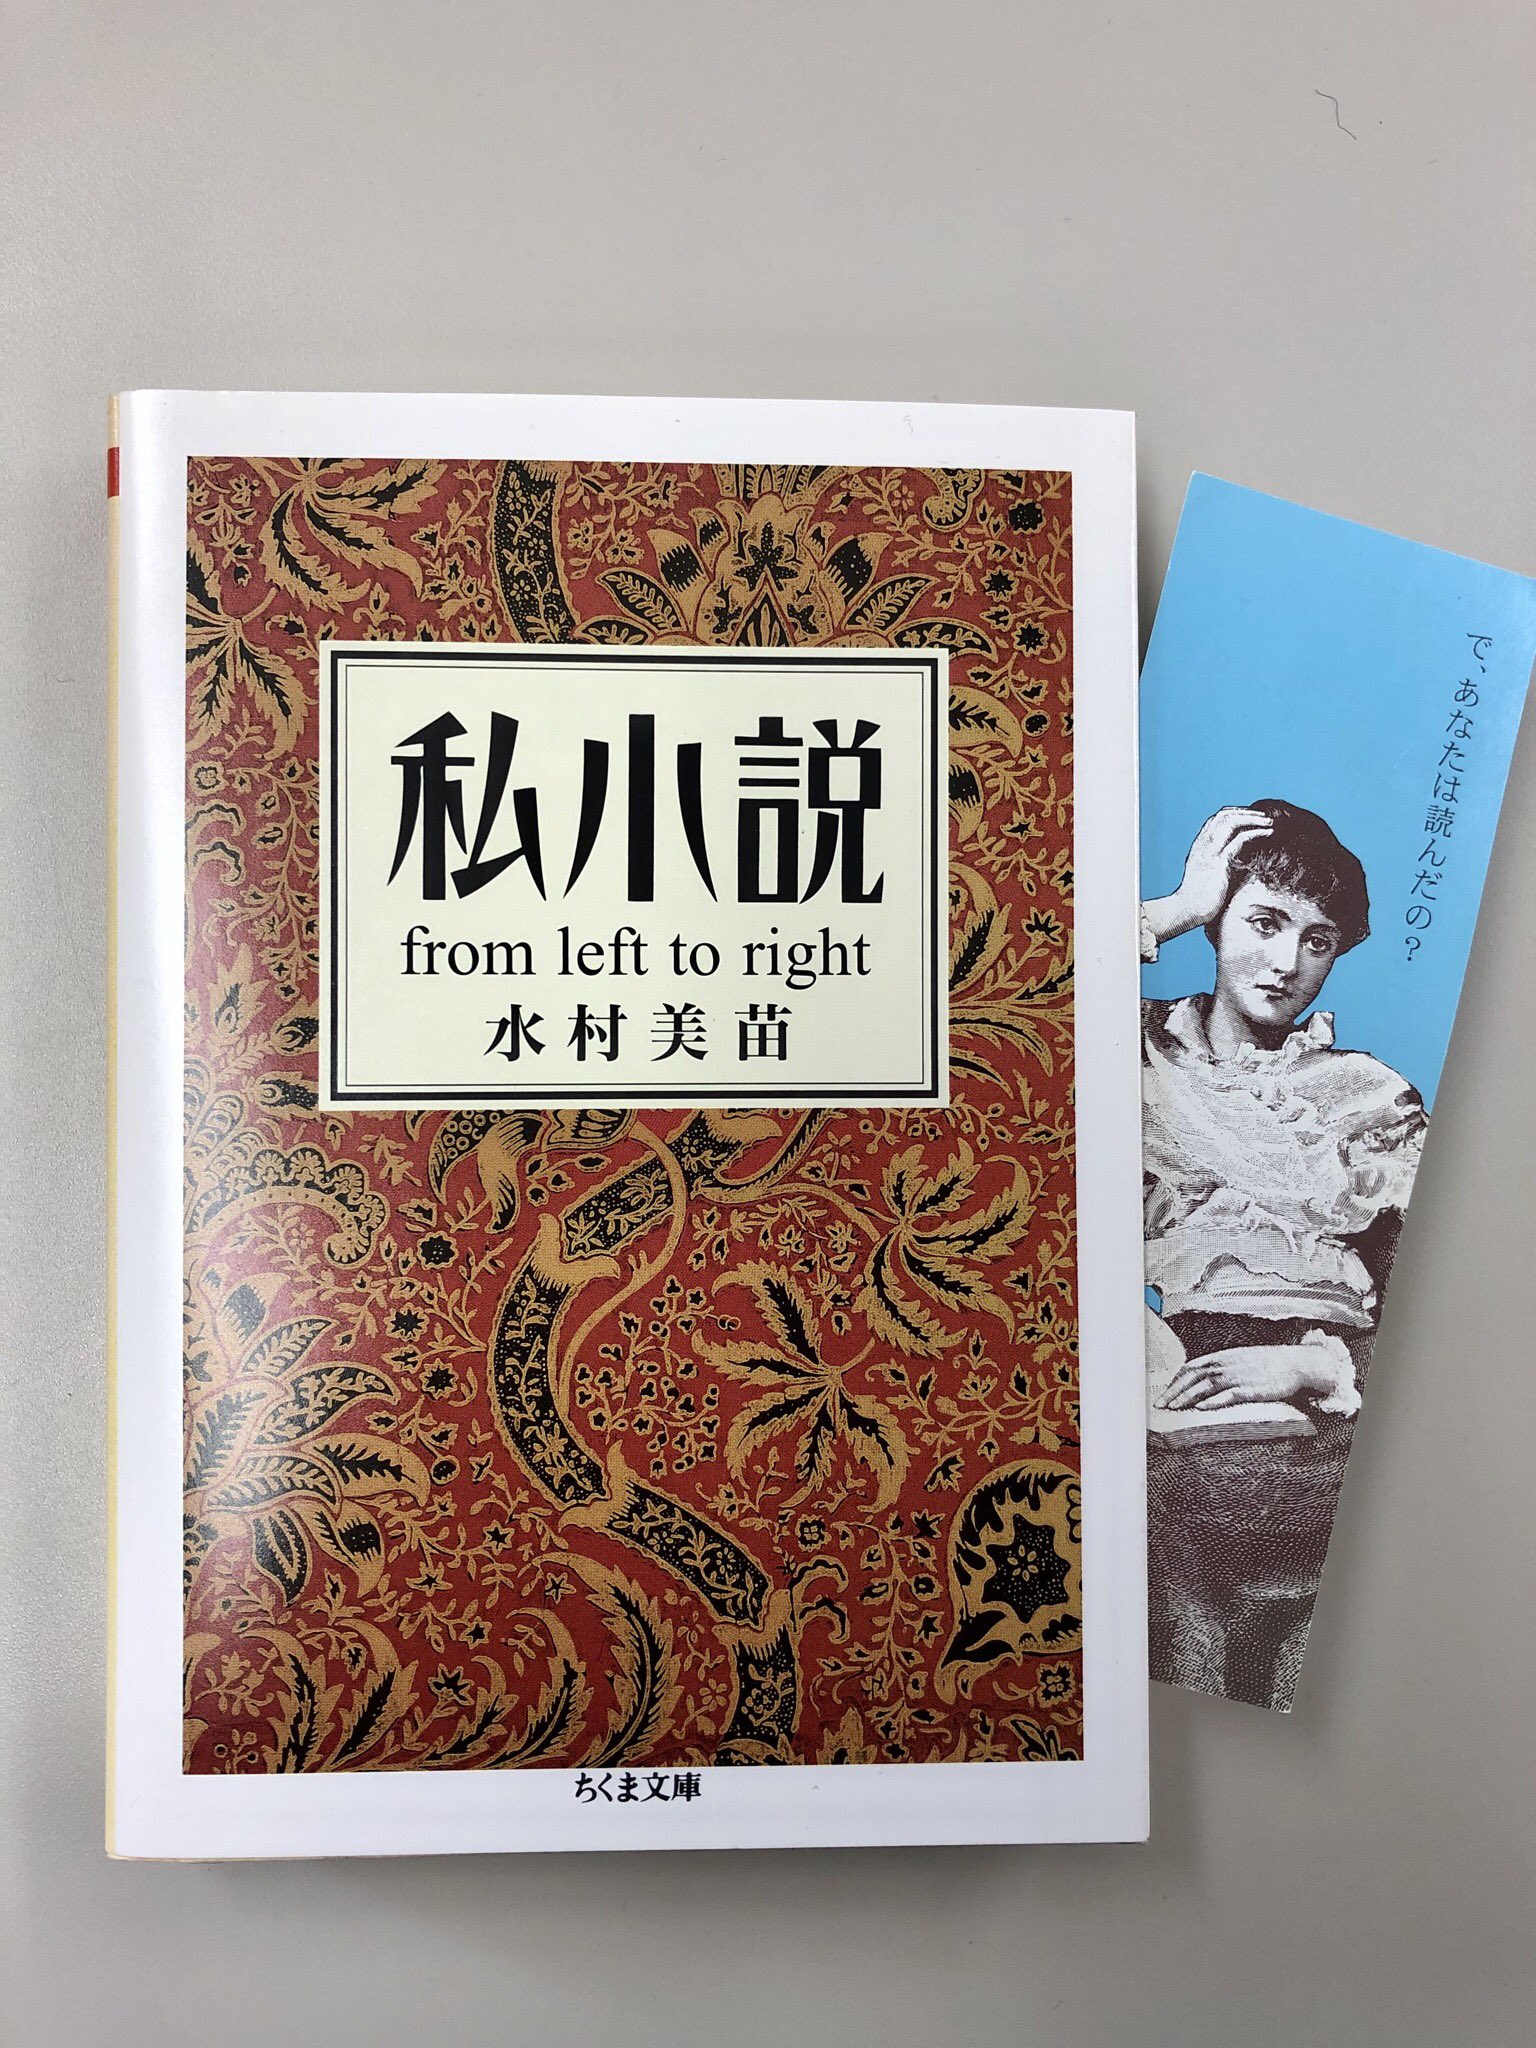 私小説
from left to right
水村美苗
ちくま文庫
で、あなたは読んだの?